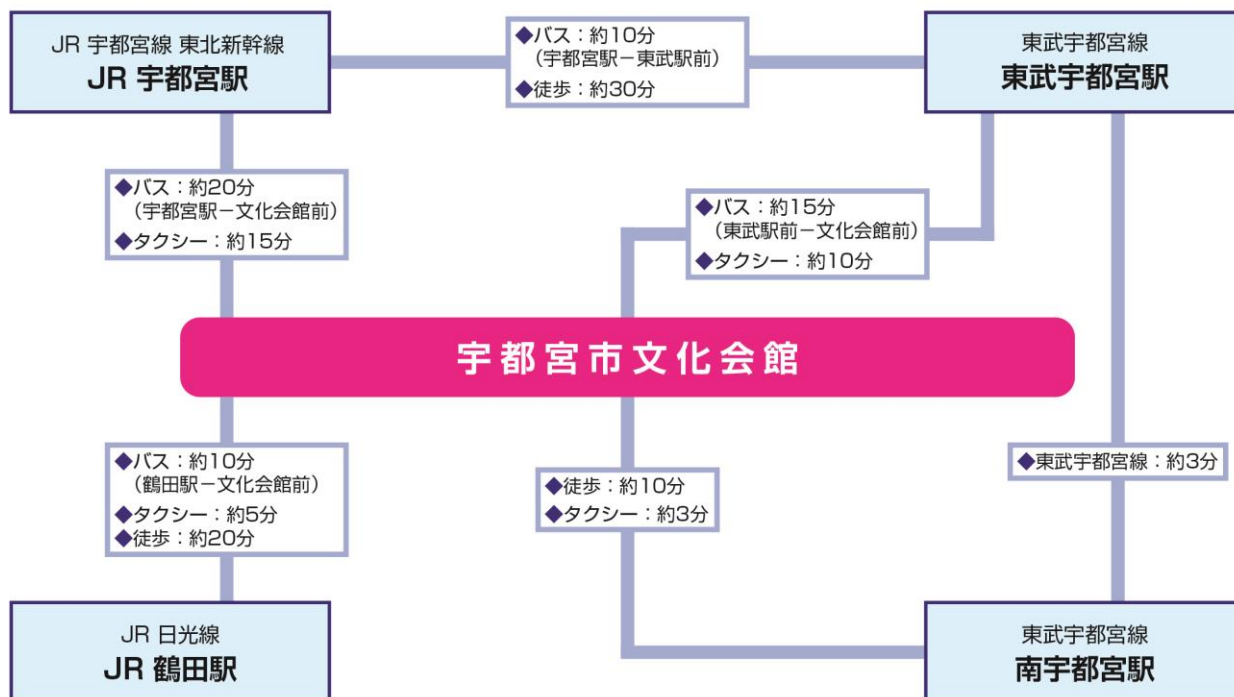 JR 宇都宮線 東北新幹線
JR 宇都宮駅
◆バス：約10分
（宇都宮駅−東武駅前）
◆徒歩：約30分
東武宇都宮線
東武宇都宮駅
◆バス：約20分
（宇都宮駅−文化会館前）
◆タクシー：約15分
◆バス：約15分
（東武駅前−文化会館前）
◆タクシー：約10分
宇都宮市文化会館
◆バス：約10分
（鶴田駅−文化会館前）
◆タクシー：約5分
◆徒歩：約20分
◆徒歩：約10分
◆タクシー：約3分
◆東武宇都宮線：約3分
JR 日光線
JR 鶴田駅
東武宇都宮線
南宇都宮駅